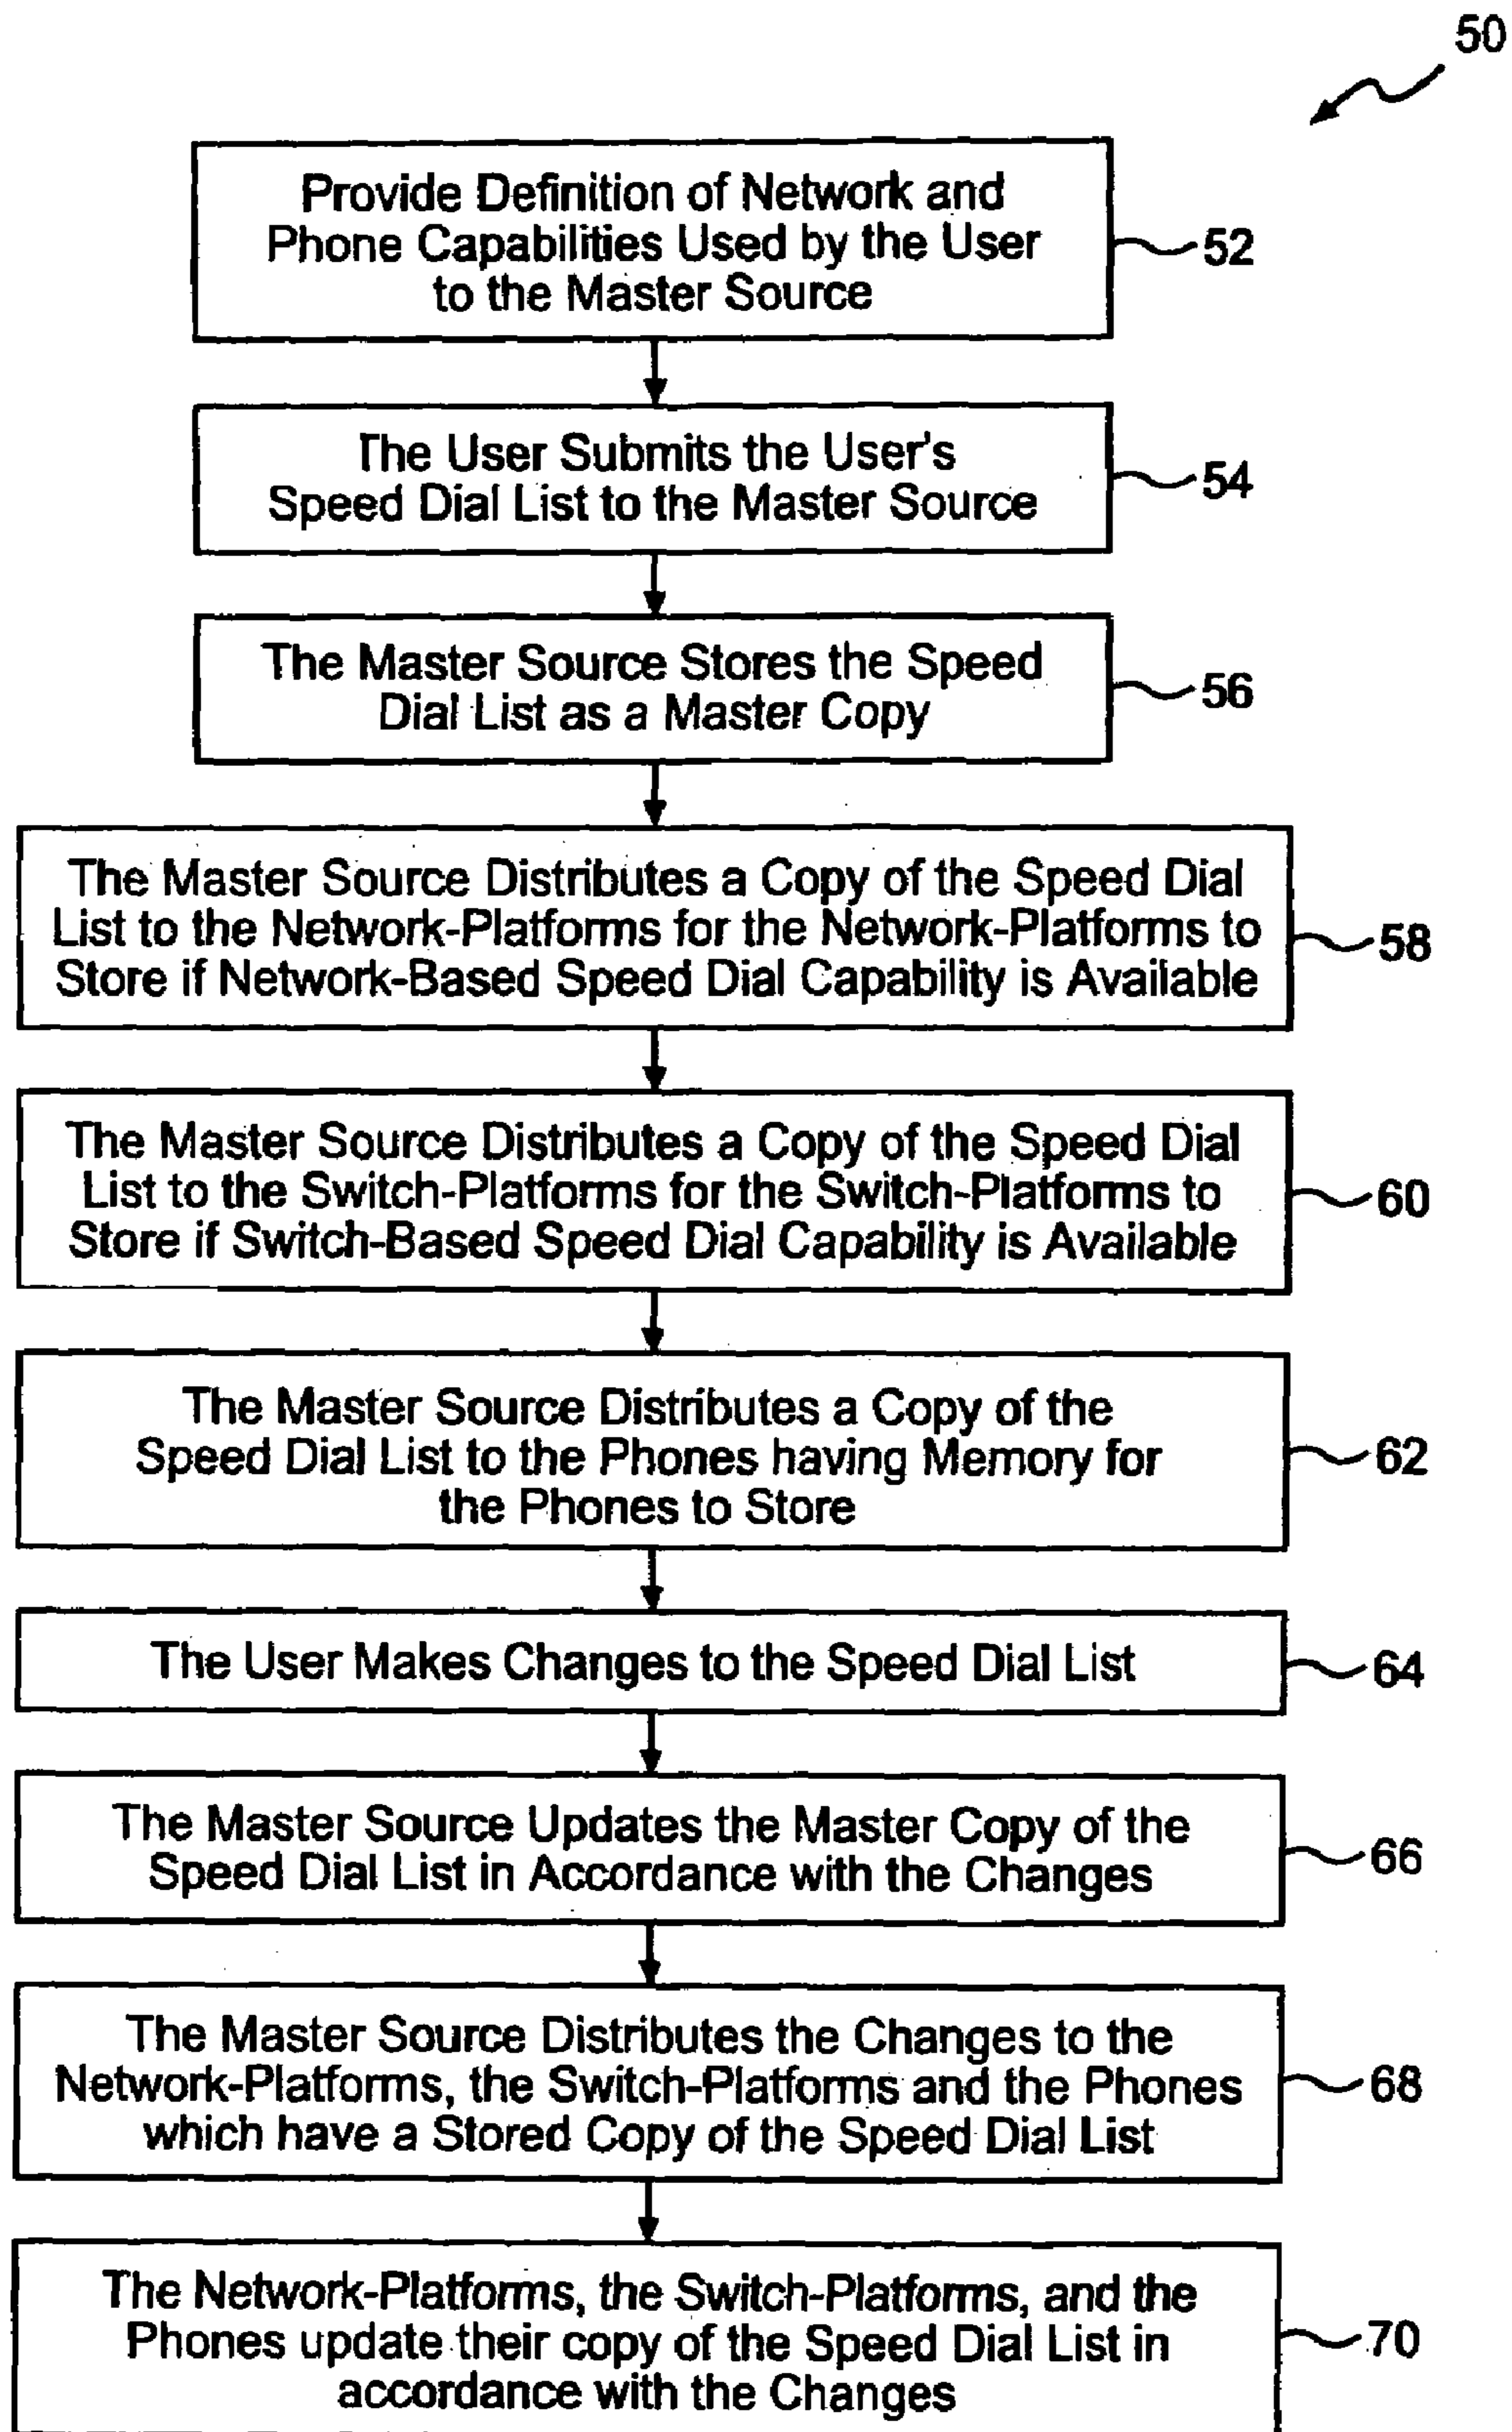 50
Provide Definition of Network and
Phone Capabilities Used by the User
to the Master Source
52
The User Submits the User's
Speed Dial List to the Master Source
54
The Master Source Stores the Speed
Dial List as a Master Copy
56
The Master Source Distributes a Copy of the Speed Dial
List to the Network-Platforms for the Network-Platforms to
Store if Network-Based Speed Dial Capability is Available
58
The Master Source Distributes a Copy of the Speed Dial
List to the Switch-Platforms for the Switch-Platforms to
Store if Switch-Based Speed Dial Capability is Available
60
The Master Source Distributes a Copy of the
Speed Dial List to the Phones having Memory for
the Phones to Store
62
The User Makes Changes to the Speed Dial List
64
The Master Source Updates the Master Copy of the
Speed Dial List in Accordance with the Changes
66
The Master Source Distributes the Changes to the
Network-Platforms, the Switch-Platforms and the Phones
which have a Stored Copy of the Speed Dial List
68
The Network-Platforms, the Switch-Platforms, and the
Phones update their copy of the Speed Dial List in
accordance with the Changes
70